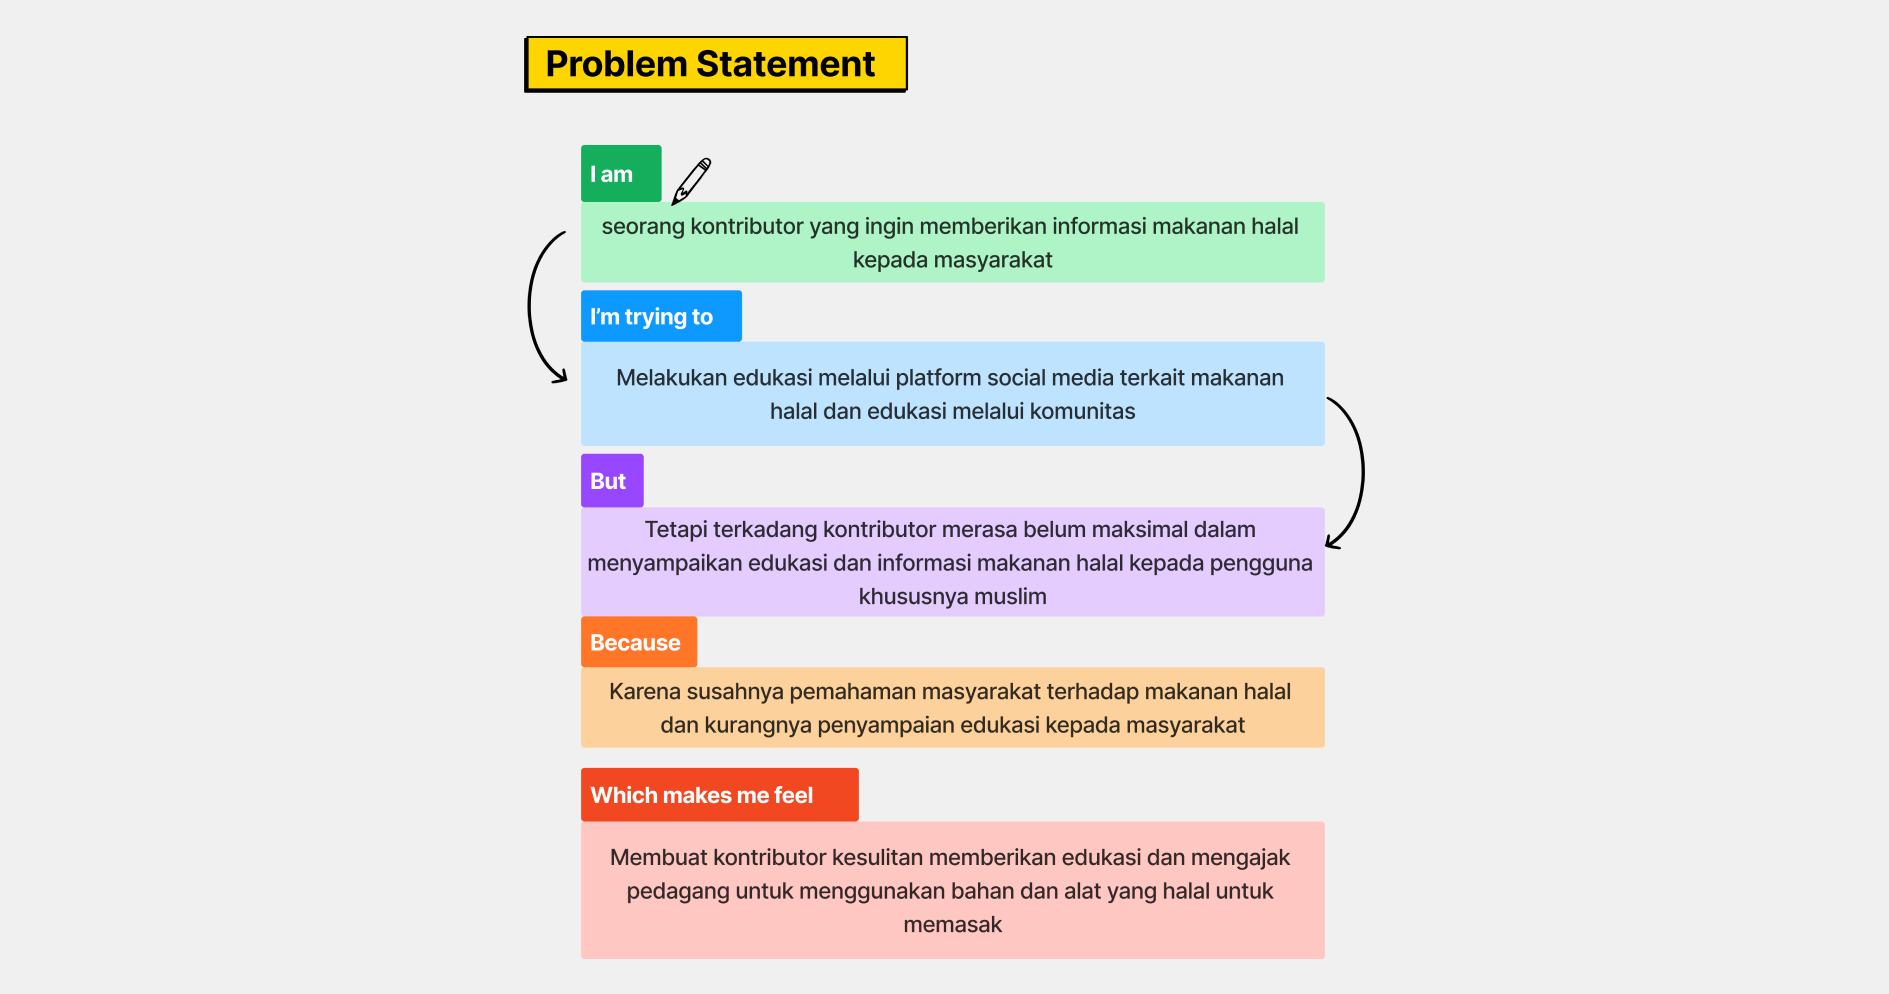 Problem Statement
I am
seorang kontributor yang ingin memberikan informasi makanan halal
kepada masyarakat
I'm trying to
Melakukan edukasi melalui platform social media terkait makanan
halal dan edukasi melalui komunitas
But
Tetapi terkadang kontributor merasa belum maksimal dalam
menyampaikan edukasi dan informasi makanan halal kepada pengguna
khususnya muslim
Because
Karena susahnya pemahaman masyarakat terhadap makanan halal
dan kurangnya penyampaian edukasi kepada masyarakat
Which makes me feel
Membuat kontributor kesulitan memberikan edukasi dan mengajak
pedagang untuk menggunakan bahan dan alat yang halal untuk
memasak